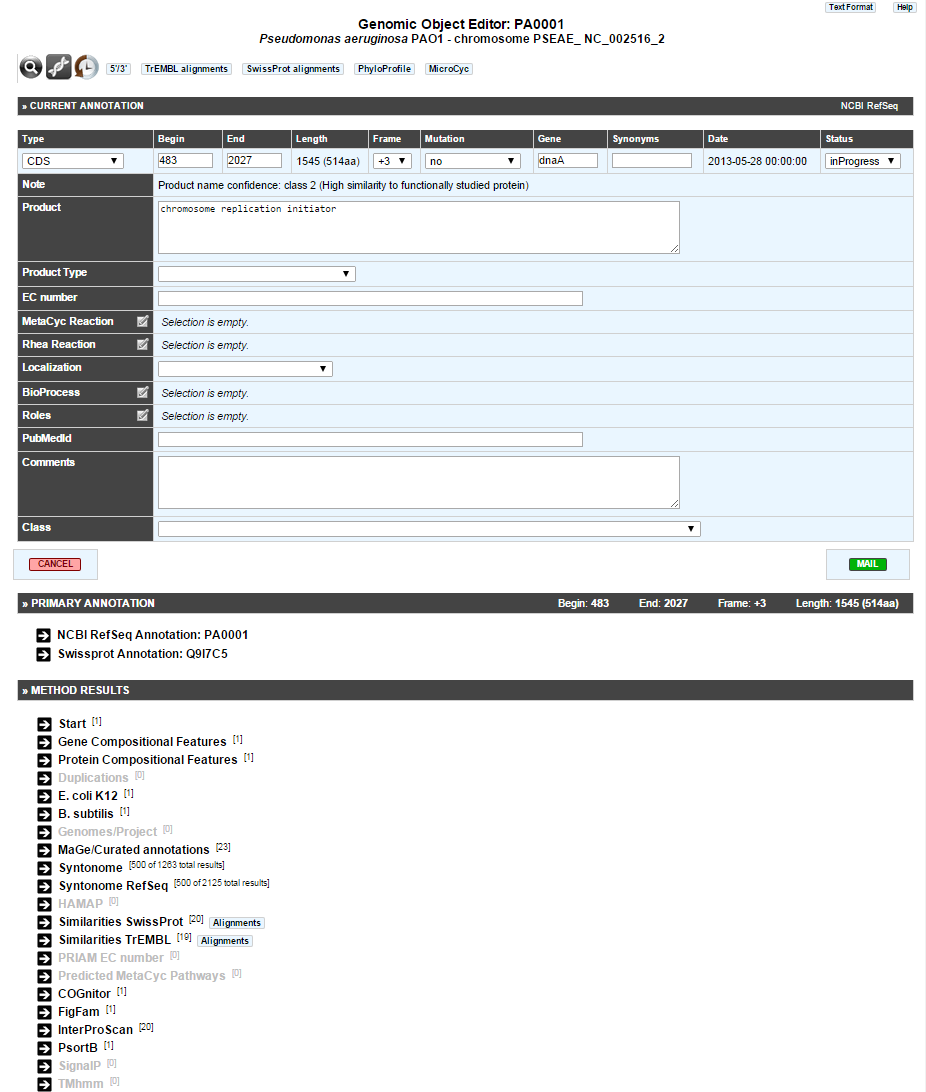 Text Format Help
Genomic Object Editor: PA0001
Pseudomonas aeruginosa PAO1 - chromosome PSEAE_ NC_002516_2
5'/3' TrEMBL alignments SwissProt alignments PhyloProfile MicroCyc
» CURRENT ANNOTATION NCBI RefSeq
Type Begin End Length Frame Mutation Gene Synonyms Date Status
CDS 483 2027 1545 (514aa) +3 no dnaA 2013-05-28 00:00:00 inProgress
Note Product name confidence: class 2 (High similarity to functionally studied protein)
Product chromosome replication initiator
Product Type
EC number
MetaCyc Reaction Selection is empty.
Rhea Reaction Selection is empty.
Localization
BioProcess Selection is empty.
Roles Selection is empty.
PubMedId
Comments
Class
CANCEL MAIL
» PRIMARY ANNOTATION Begin: 483 End: 2027 Frame: +3 Length: 1545 (514aa)
NCBI RefSeq Annotation: PA0001
Swissprot Annotation: Q9I7C5
» METHOD RESULTS
Start [1]
Gene Compositional Features [1]
Protein Compositional Features [1]
Duplications [0]
E. coli K12 [1]
B. subtilis [1]
Genomes/Project [0]
MaGe/Curated annotations [23]
Syntonome [500 of 1263 total results]
Syntonome RefSeq [500 of 2125 total results]
HAMAP [0]
Similarities SwissProt [20] Alignments
Similarities TrEMBL [19] Alignments
PRIAM EC number [0]
Predicted MetaCyc Pathways [0]
COGnitor [1]
FigFam [1]
InterProScan [20]
PsortB [1]
SignalP [0]
TMhmm [0]